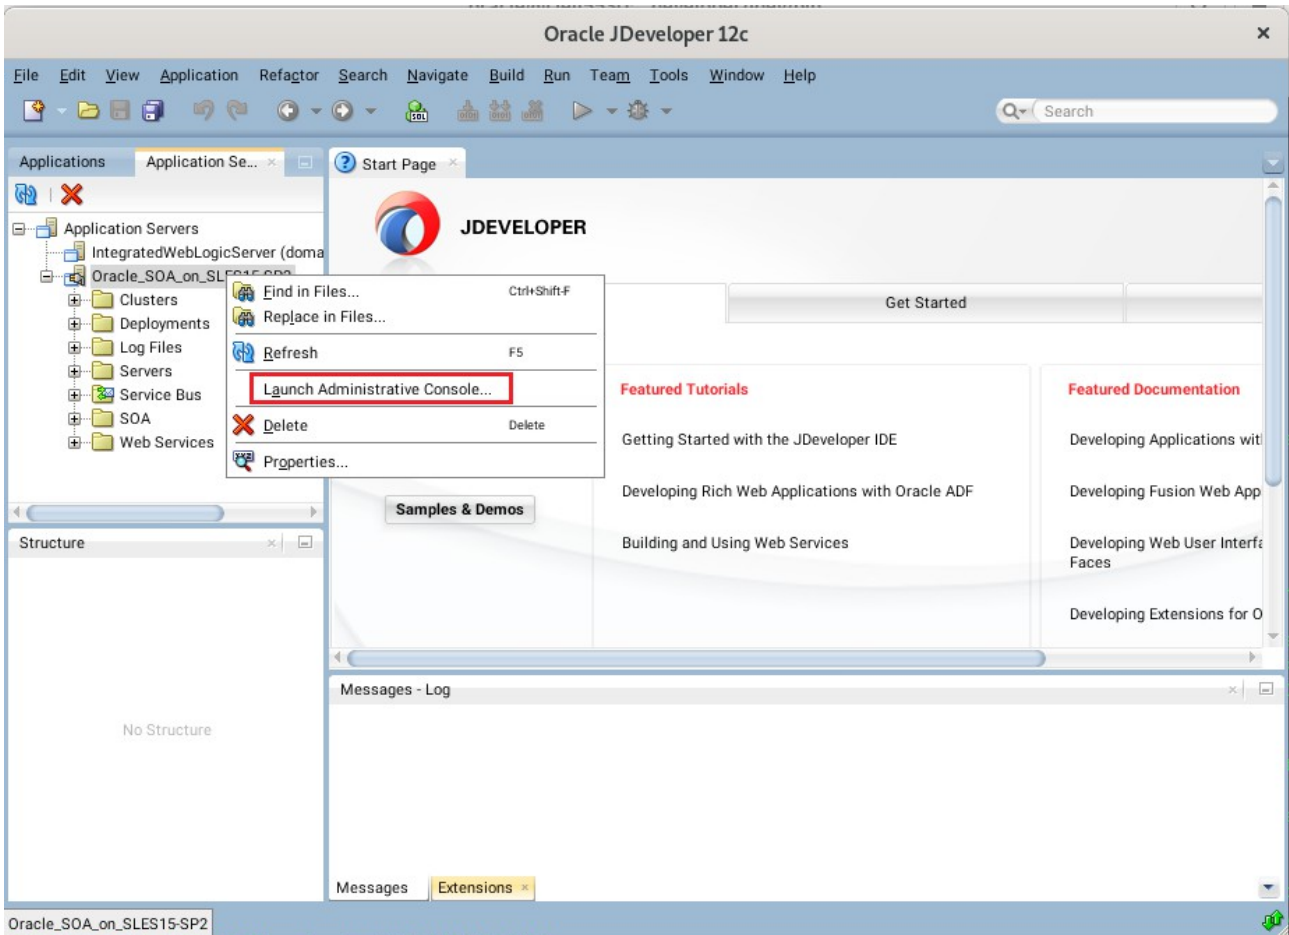 Oracle JDeveloper 12c
File Edit View Application Refactor Search Navigate Build Run Team Tools Window Help
Search
Applications
Application Se...
Start Page
Application Servers
IntegratedWebLogicServer (doma
Oracle_SOA_on_SLES15-SP2
Clusters
Deployments
Log Files
Servers
Service Bus
SOA
Web Services
Find in Files... Ctrl+Shift-F
Replace in Files...
Refresh F5
Launch Administrative Console...
Delete Delete
Properties...
JDEVELOPER
Get Started
Samples & Demos
Featured Tutorials
Getting Started with the JDeveloper IDE
Developing Rich Web Applications with Oracle ADF
Building and Using Web Services
Featured Documentation
Developing Applications wit
Developing Fusion Web App
Developing Web User Interfa
Faces
Developing Extensions for O
Structure
No Structure
Messages - Log
Messages
Extensions
Oracle_SOA_on_SLES15-SP2